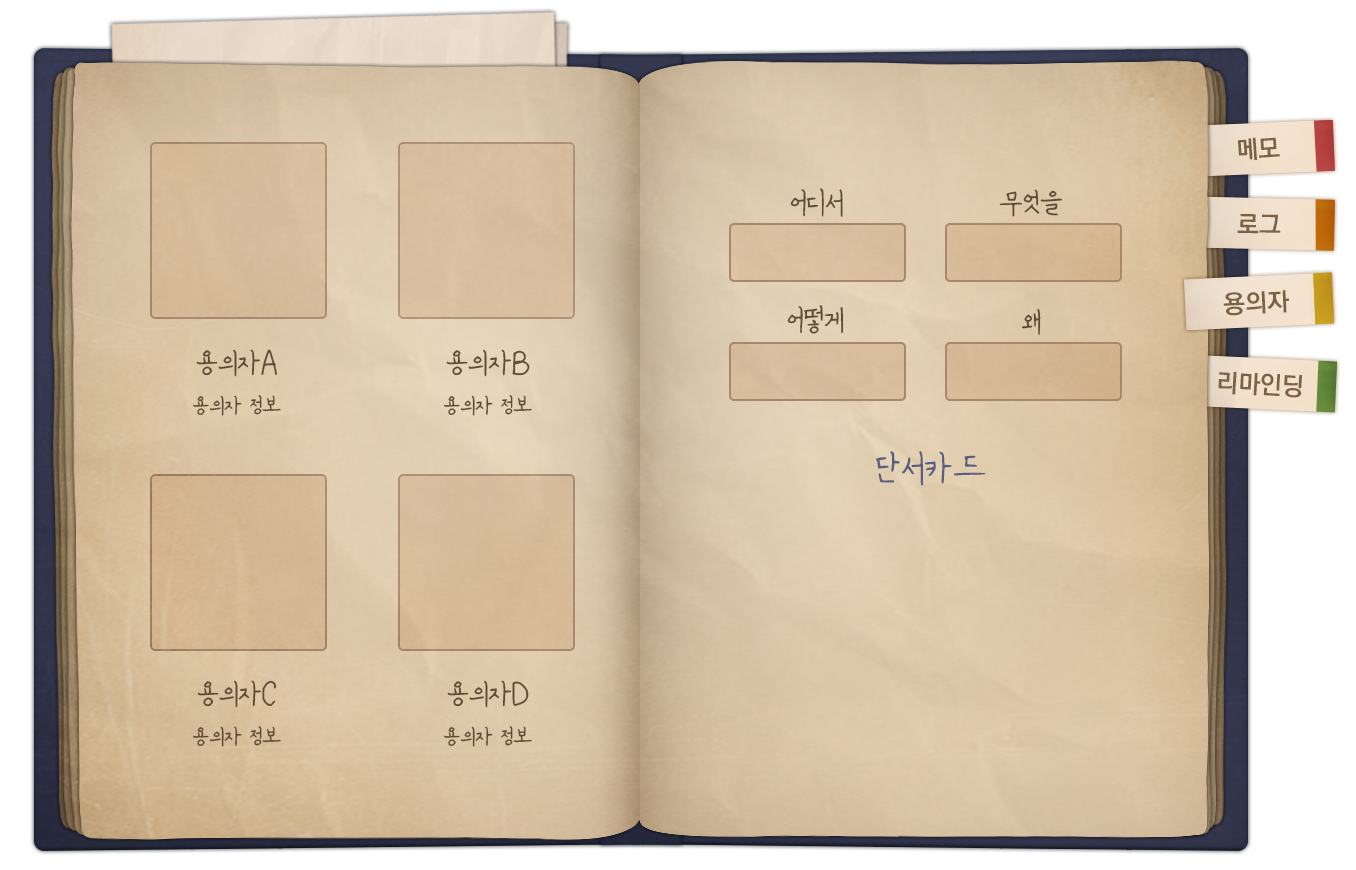 용의자A
용의자 정보
용의자B
용의자 정보
용의자C
용의자 정보
용의자D
용의자 정보
어디서
무엇을
어떻게
왜
단서카드
메모
로그
용의자
리마인딩